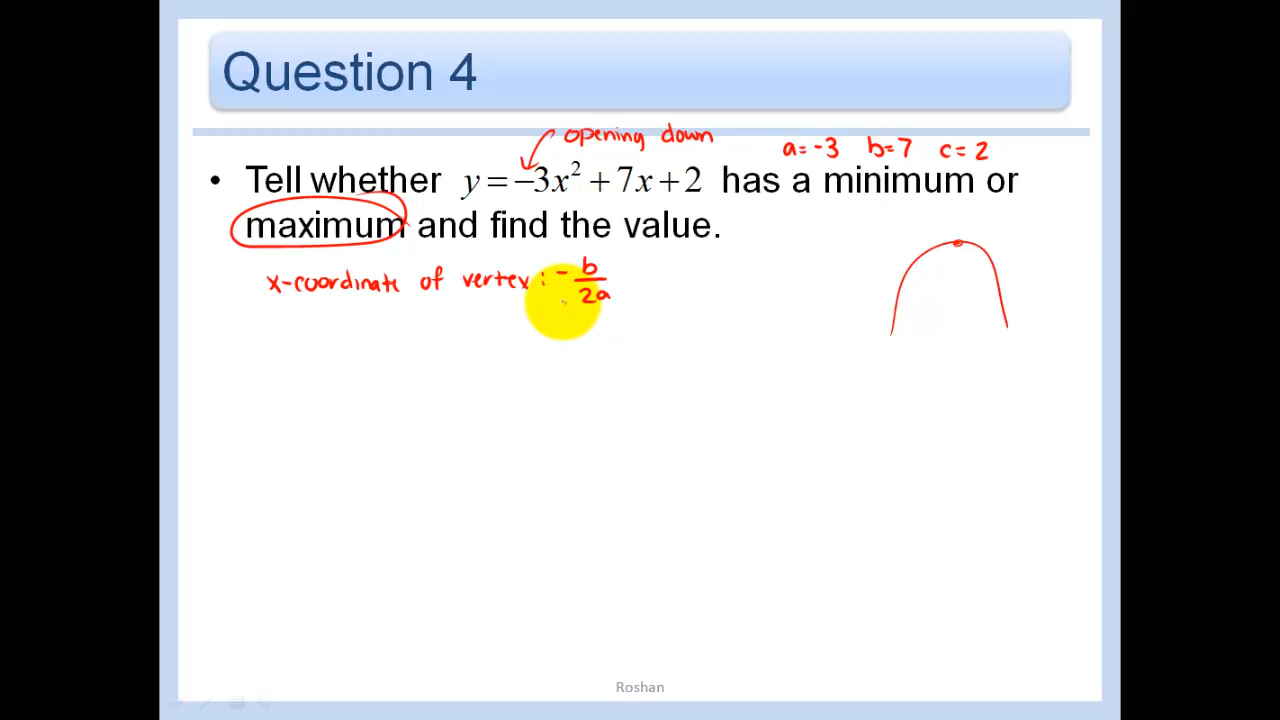 Question 4
opening down
a=-3 b=7 c=2
• Tell whether y = −3x² + 7x + 2 has a minimum or
maximum and find the value.
x-coordinate of vertex: - b/2a
Roshan